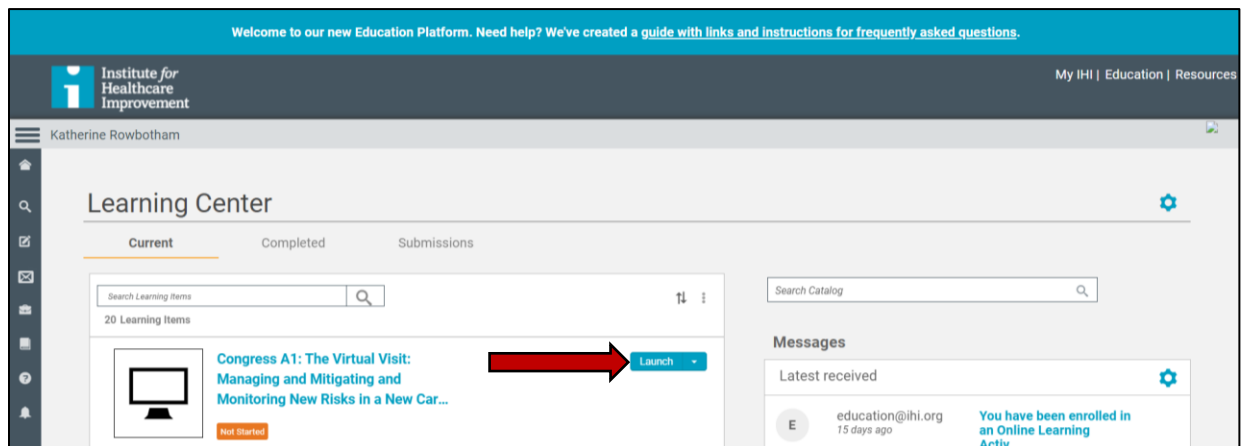 Welcome to our new Education Platform. Need help? We've created a guide with links and instructions for frequently asked questions.
Institute for
Healthcare
Improvement
My IHI | Education | Resources
Katherine Rowbotham
Learning Center
Current Completed Submissions
Search Learning Items
20 Learning Items
Congress A1: The Virtual Visit:
Managing and Mitigating and
Monitoring New Risks in a New Car...
Not Started
Launch
Search Catalog
Messages
Latest received
E
education@ihi.org
15 days ago
You have been enrolled in
an Online Learning
Activ